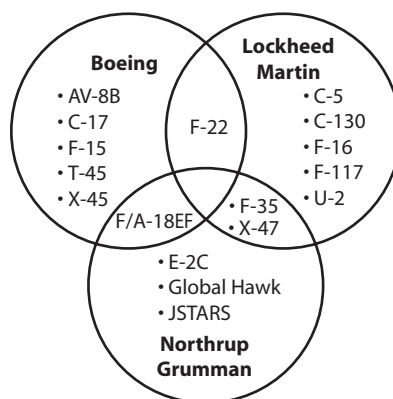 Boeing
• AV-8B
• C-17
• F-15
• T-45
• X-45
Lockheed
Martin
• C-5
• C-130
• F-16
• F-117
• U-2
F-22
F/A-18EF
• F-35
• X-47
• E-2C
• Global Hawk
• JSTARS
Northrup
Grumman